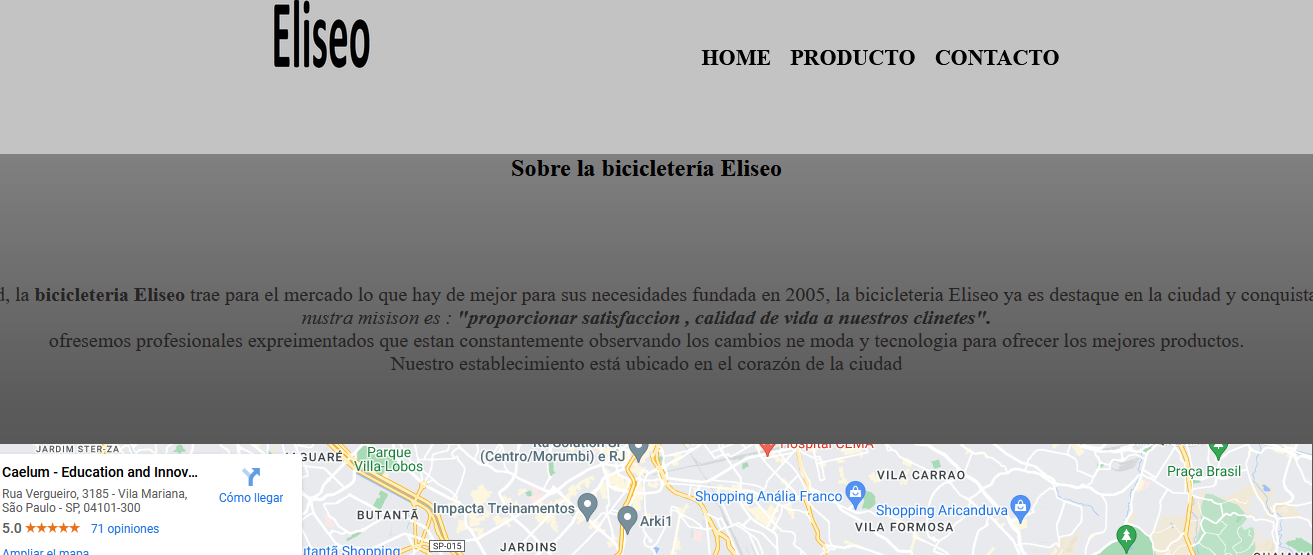 Eliseo
HOME PRODUCTO CONTACTO
Sobre la bicicletería Eliseo
la bicicleteria Eliseo trae para el mercado lo que hay de mejor para sus necesidades fundada en 2005, la bicicleteria Eliseo ya es destaque en la ciudad y conquista
nustra misison es : "proporcionar satisfaccion , calidad de vida a nuestros clinetes".
ofresemos profesionales expreimentados que estan constantemente observando los cambios ne moda y tecnologia para ofrecer los mejores productos.
Nuestro establecimiento está ubicado en el corazón de la ciudad
JARDIM STER-ZA
Caelum - Education and Innov...
Rua Vergueiro, 3185 - Vila Mariana,
São Paulo - SP, 04101-300
5.0 ★★★★★ 71 opiniones
Ampliar el mapa
Cómo llegar
Parque
Villa-Lobos
(Centro/Morumbi) e RJ
Hospital CEMA
Praça Brasil
VILA CARRAO
Shopping Anália Franco
Shopping Aricanduva
VILA FORMOSA
BUTANTÃ
Impacta Treinamentos
Arki1
SP-015
JARDINS
Shopping